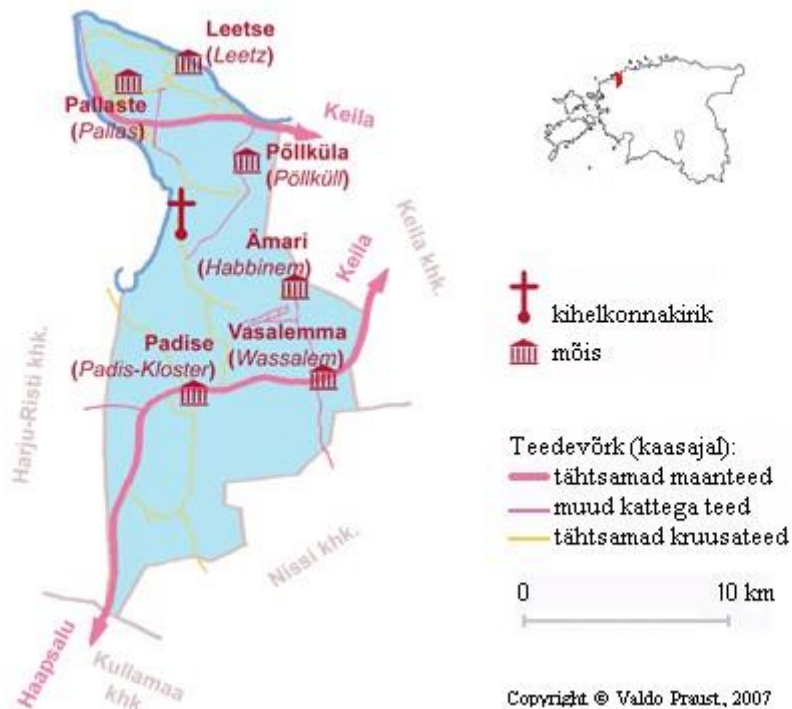 Leetse
(Leetz)
Pallaste
(Pallas)
Keila
Põllküla
(Pöllküll)
Ämari
(Habbinem)
Keila
Keila khk.
Vasalemma
(Wassalem)
Padise
(Padis-Kloster)
Harju-Risti khk.
Nissi khk.
Haapsalu
Kullamaa
khk
kihelkonnakirik
mõis
Teedevõrk (kaasajal):
tähtsamad maanteed
muud kattega teed
tähtsamad kruusateed
0 10 km
Copyright © Valdo Praust, 2007